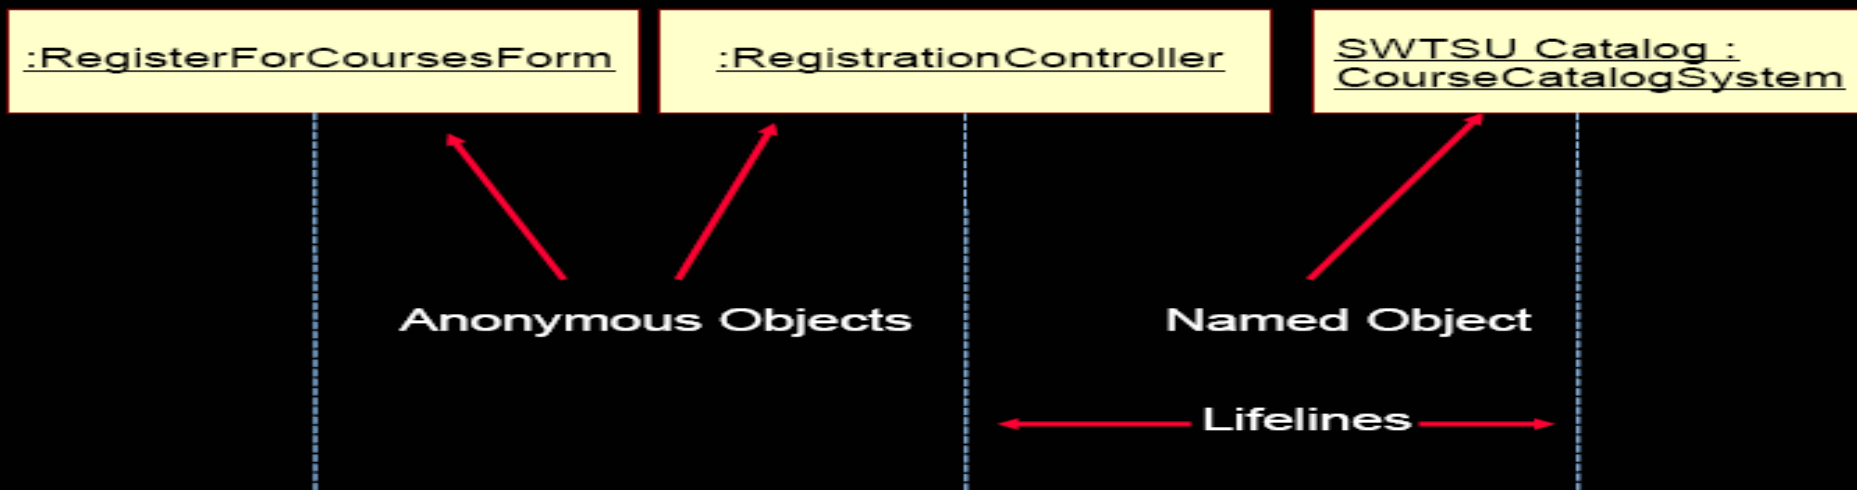 :RegisterForCoursesForm
:RegistrationController
SWTSU Catalog :
CourseCatalogSystem
Anonymous Objects
Named Object
Lifelines